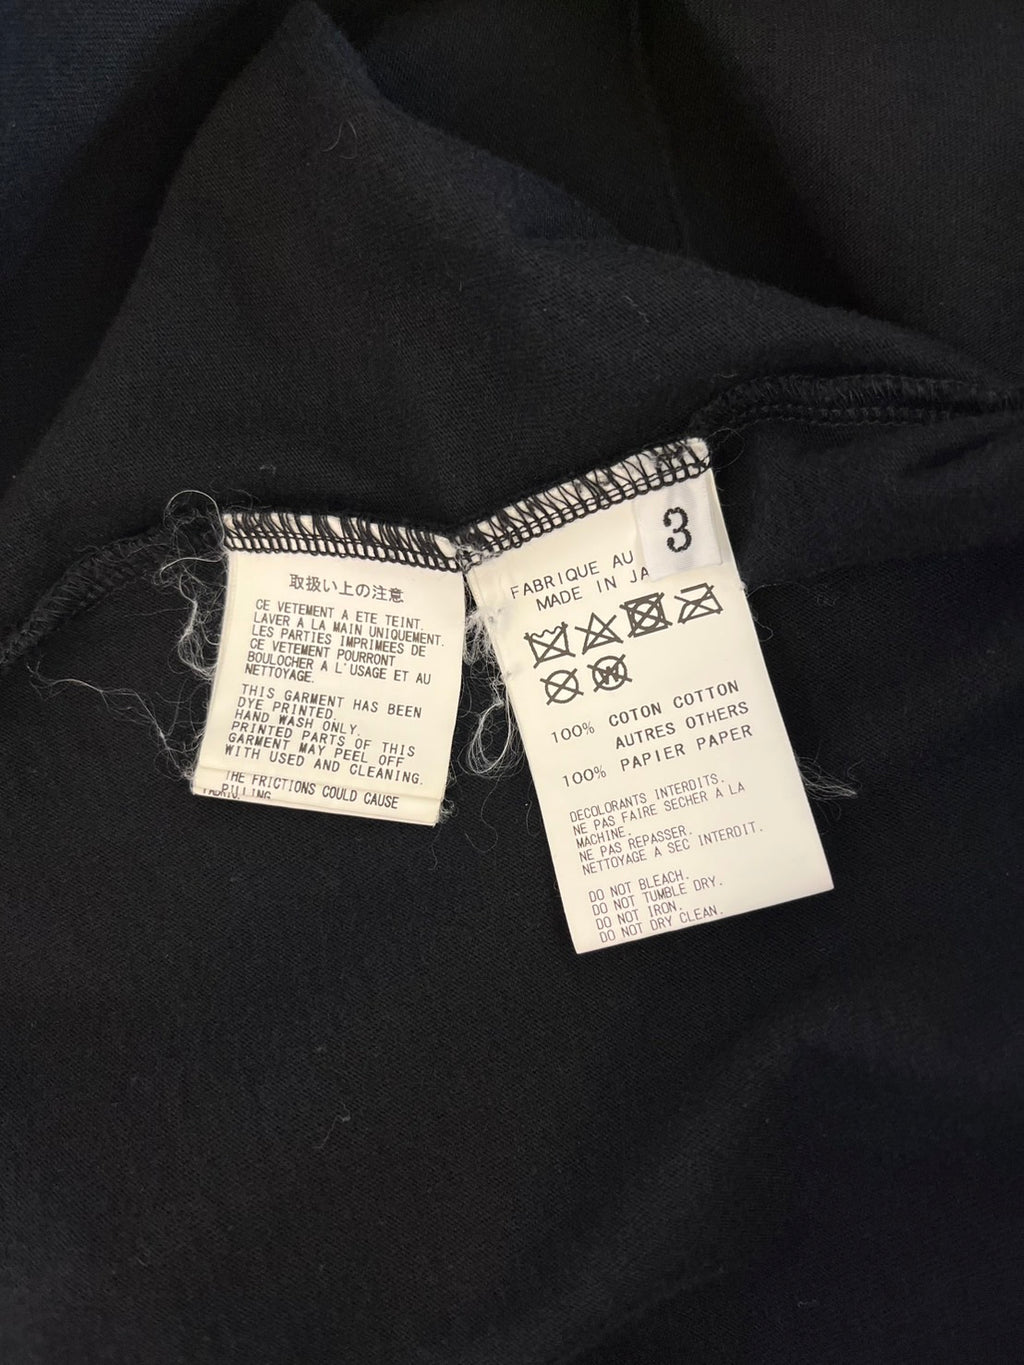 取扱い上の注意
CE VETEMENT A ETE TEINT.
LAVER A LA MAIN UNIQUEMENT.
LES PARTIES IMPRIMEES DE
CE VETEMENT POURRONT
BOULOCHER A L'USAGE ET AU
NETTOYAGE.
THIS GARMENT HAS BEEN
DYE PRINTED.
HAND WASH ONLY.
PRINTED PARTS OF THIS
GARMENT MAY PEEL OFF
WITH USED AND CLEANING.
THE FRICTIONS COULD CAUSE
PILLING
3
FABRIQUE AU
MADE IN JA
W
100% COTON COTTON
AUTRES OTHERS
100% PAPIER PAPER
DECOLORANTS INTERDITS.
NE PAS FAIRE SECHER A LA
MACHINE.
NE PAS REPASSER.
NETTOYAGE A SEC INTERDIT.
DO NOT BLEACH.
DO NOT TUMBLE DRY.
DO NOT IRON.
DO NOT DRY CLEAN.